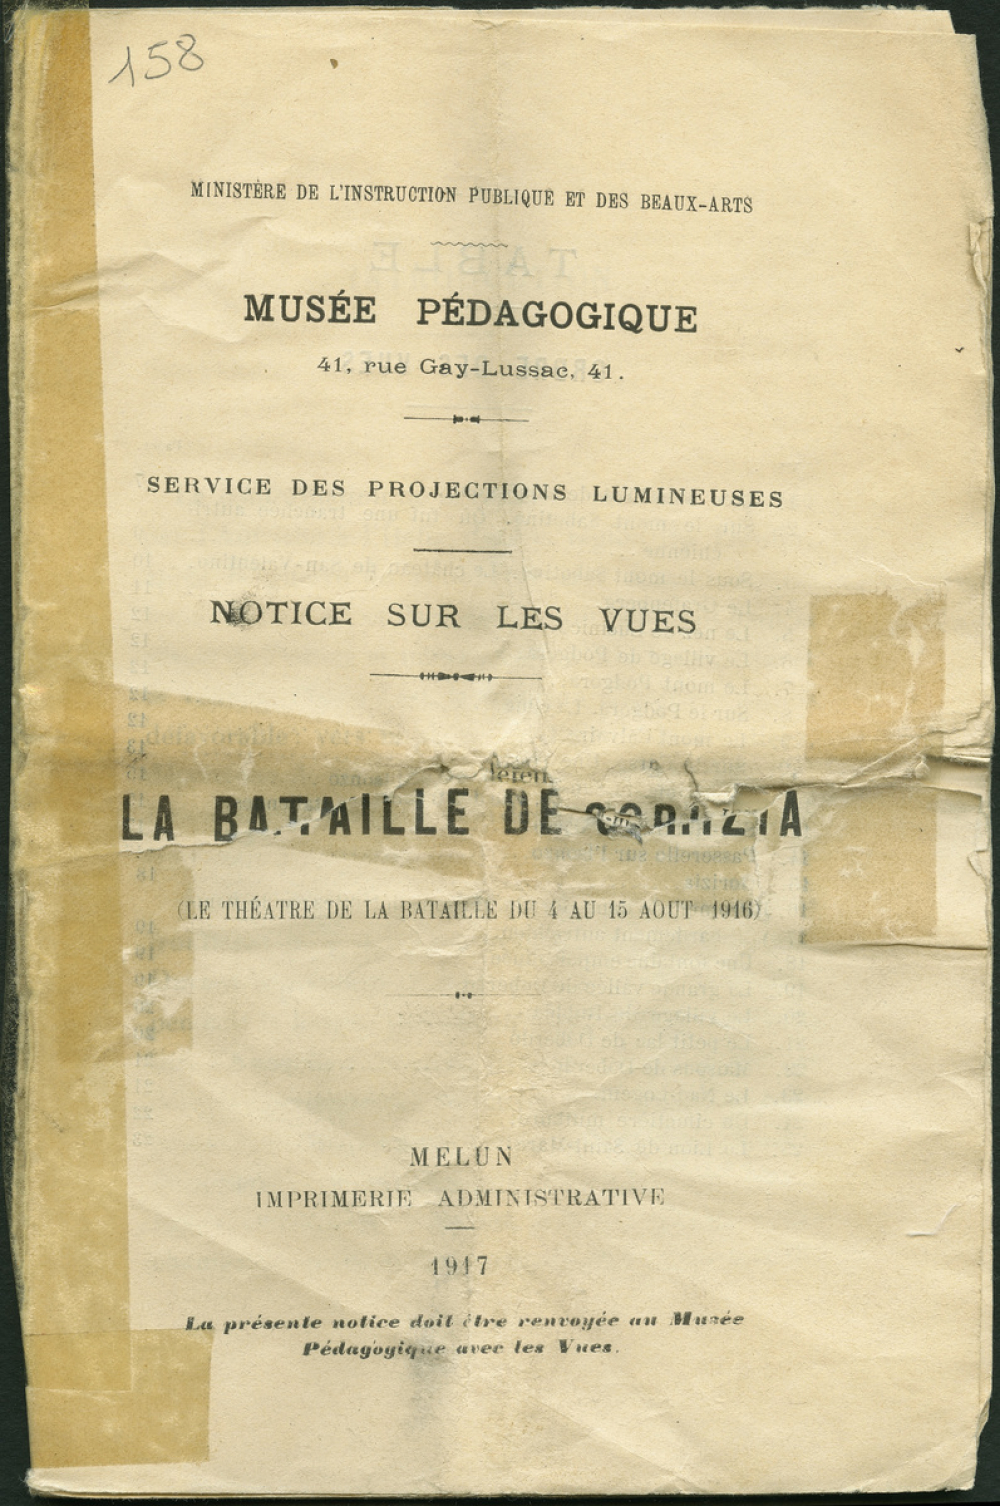 158
MINISTÈRE DE L'INSTRUCTION PUBLIQUE ET DES BEAUX-ARTS
MUSÉE PÉDAGOGIQUE
41, rue Gay-Lussac, 41.
SERVICE DES PROJECTIONS LUMINEUSES
NOTICE SUR LES VUES
LA BATAILLE DE GORIZIA
(LE THÉATRE DE LA BATAILLE DU 4 AU 15 AOUT 1916)
MELUN
IMPRIMERIE ADMINISTRATIVE
1917
La présente notice doit être renvoyée au Musée
Pédagogique avec les Vues.